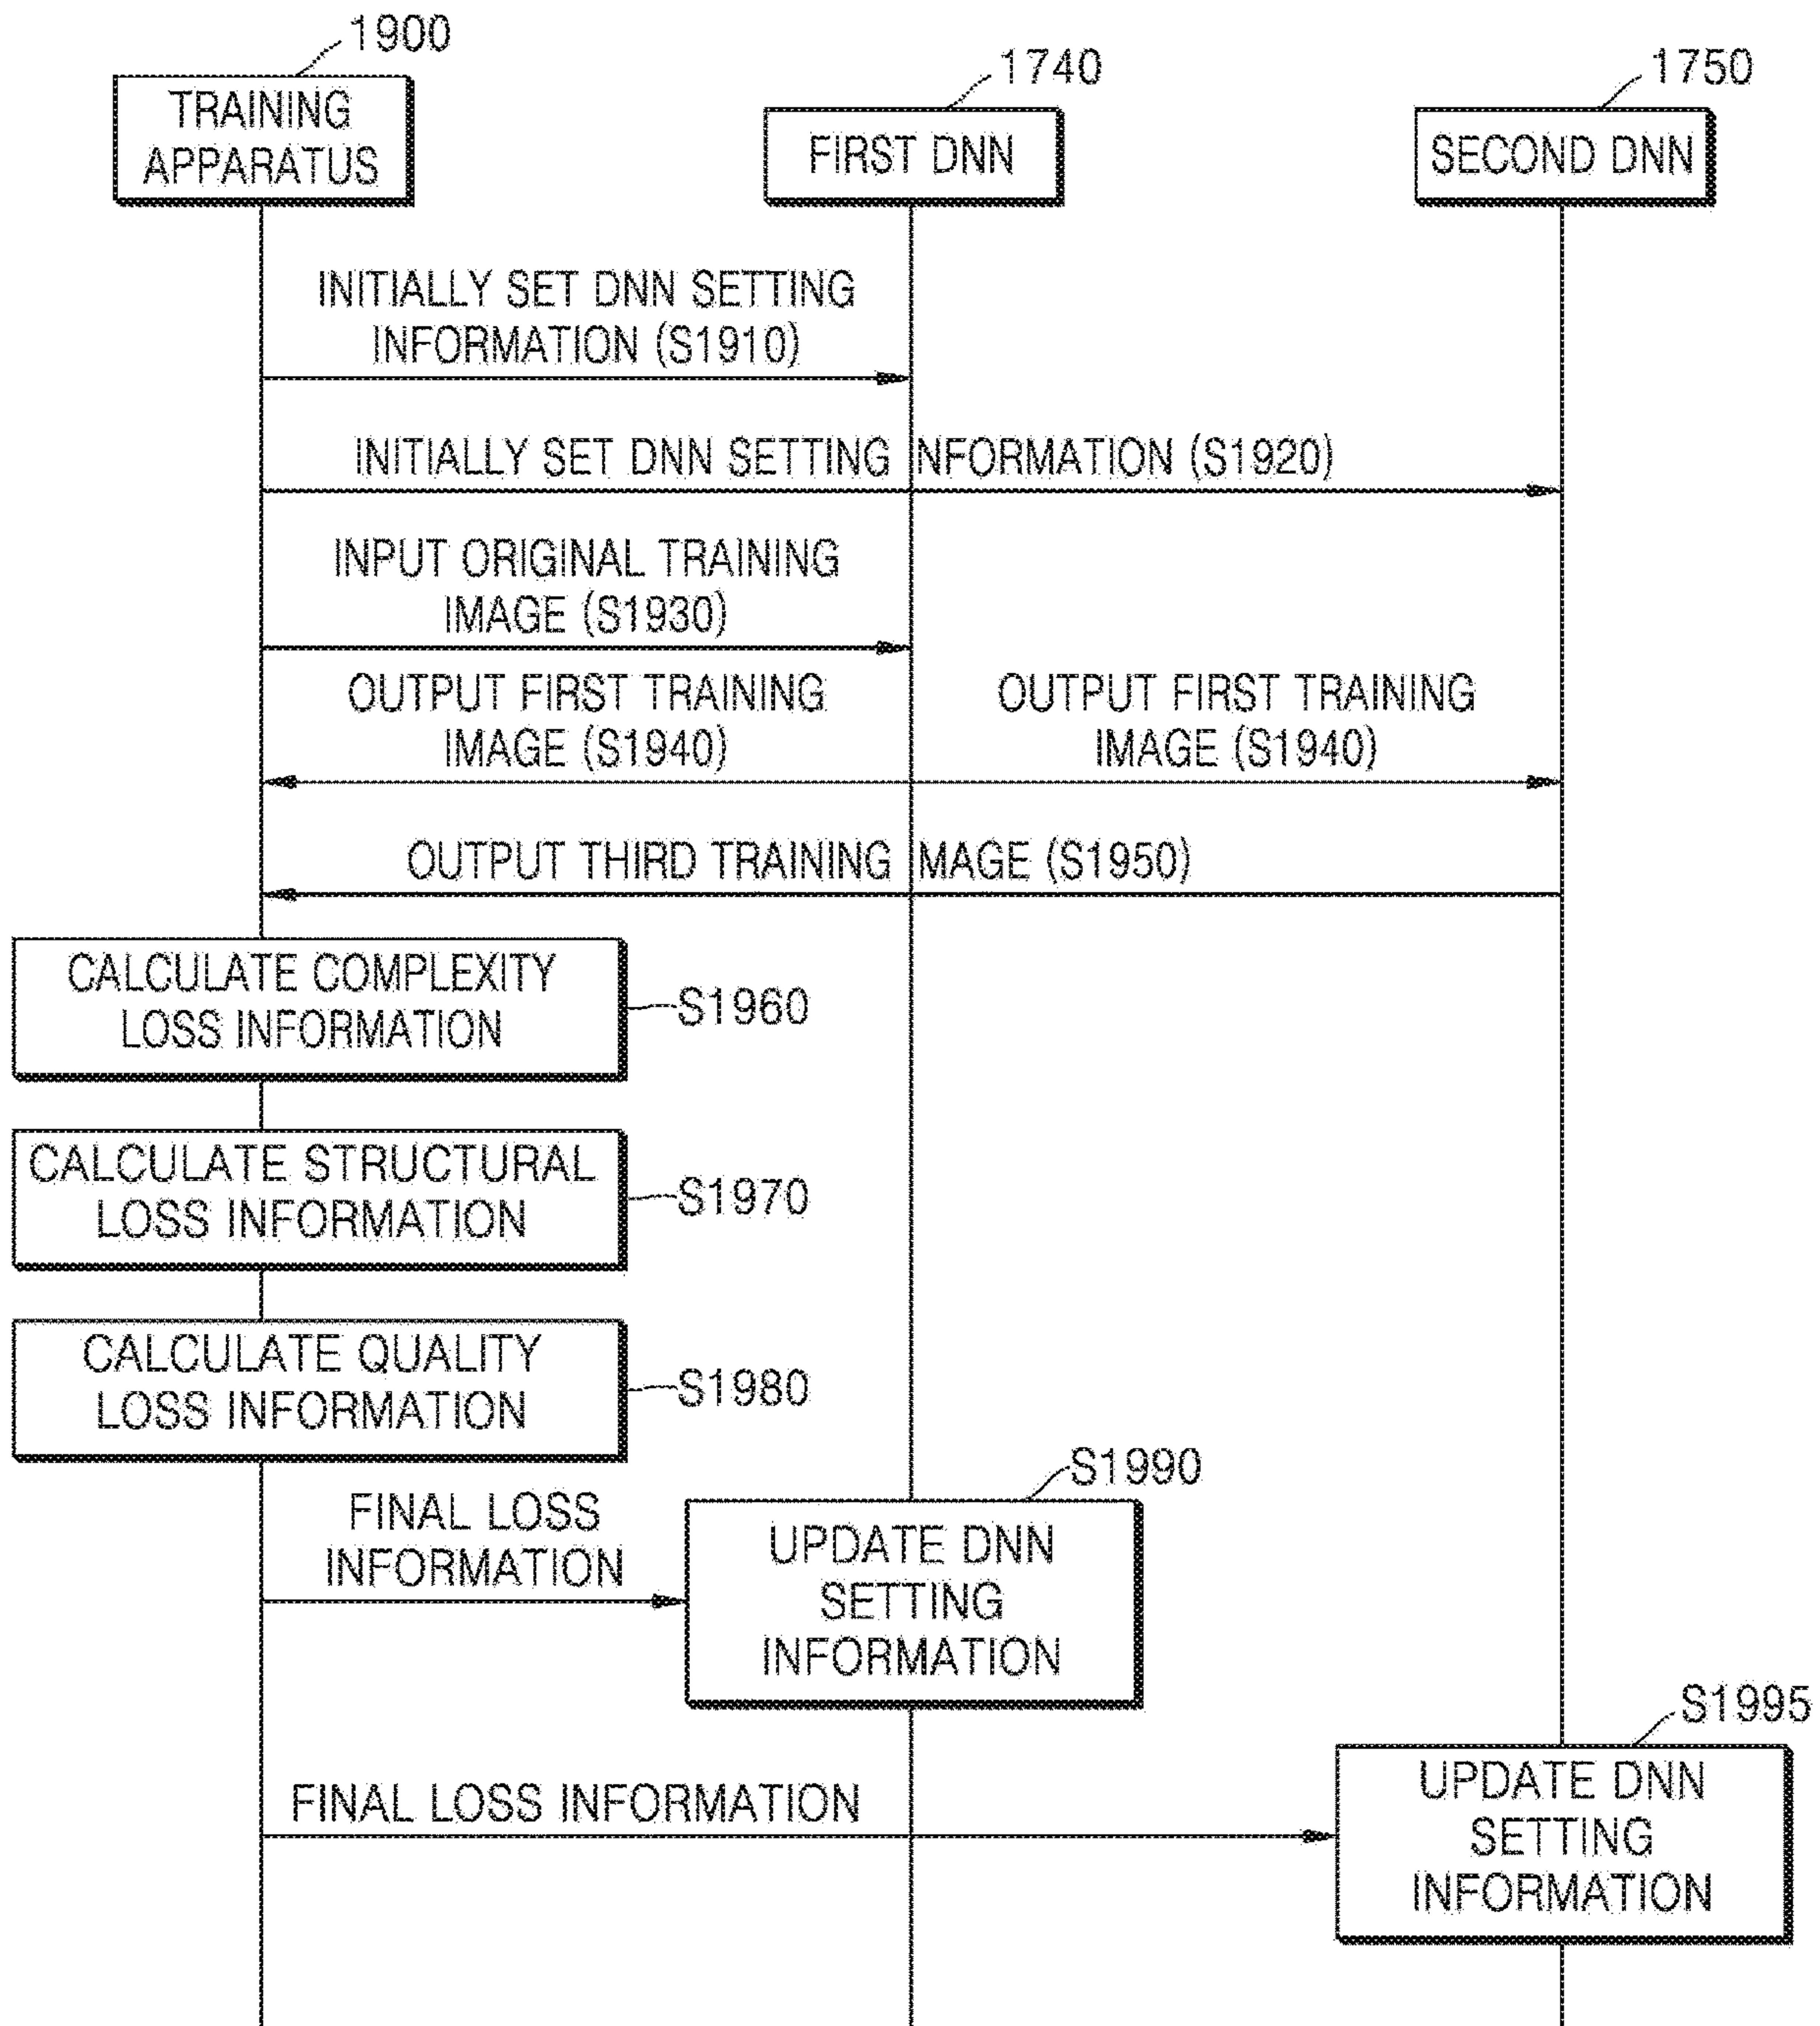 1900
1740
1750
TRAINING
APPARATUS
FIRST DNN
SECOND DNN
INITIALLY SET DNN SETTING
INFORMATION (S1910)
INITIALLY SET DNN SETTING NFORMATION (S1920)
INPUT ORIGINAL TRAINING
IMAGE (S1930)
OUTPUT FIRST TRAINING
IMAGE (S1940)
OUTPUT FIRST TRAINING
IMAGE (S1940)
OUTPUT THIRD TRAINING MAGE (S1950)
CALCULATE COMPLEXITY
LOSS INFORMATION
S1960
CALCULATE STRUCTURAL
LOSS INFORMATION
S1970
CALCULATE QUALITY
LOSS INFORMATION
S1980
FINAL LOSS
INFORMATION
S1990
UPDATE DNN
SETTING
INFORMATION
FINAL LOSS INFORMATION
S1995
UPDATE DNN
SETTING
INFORMATION